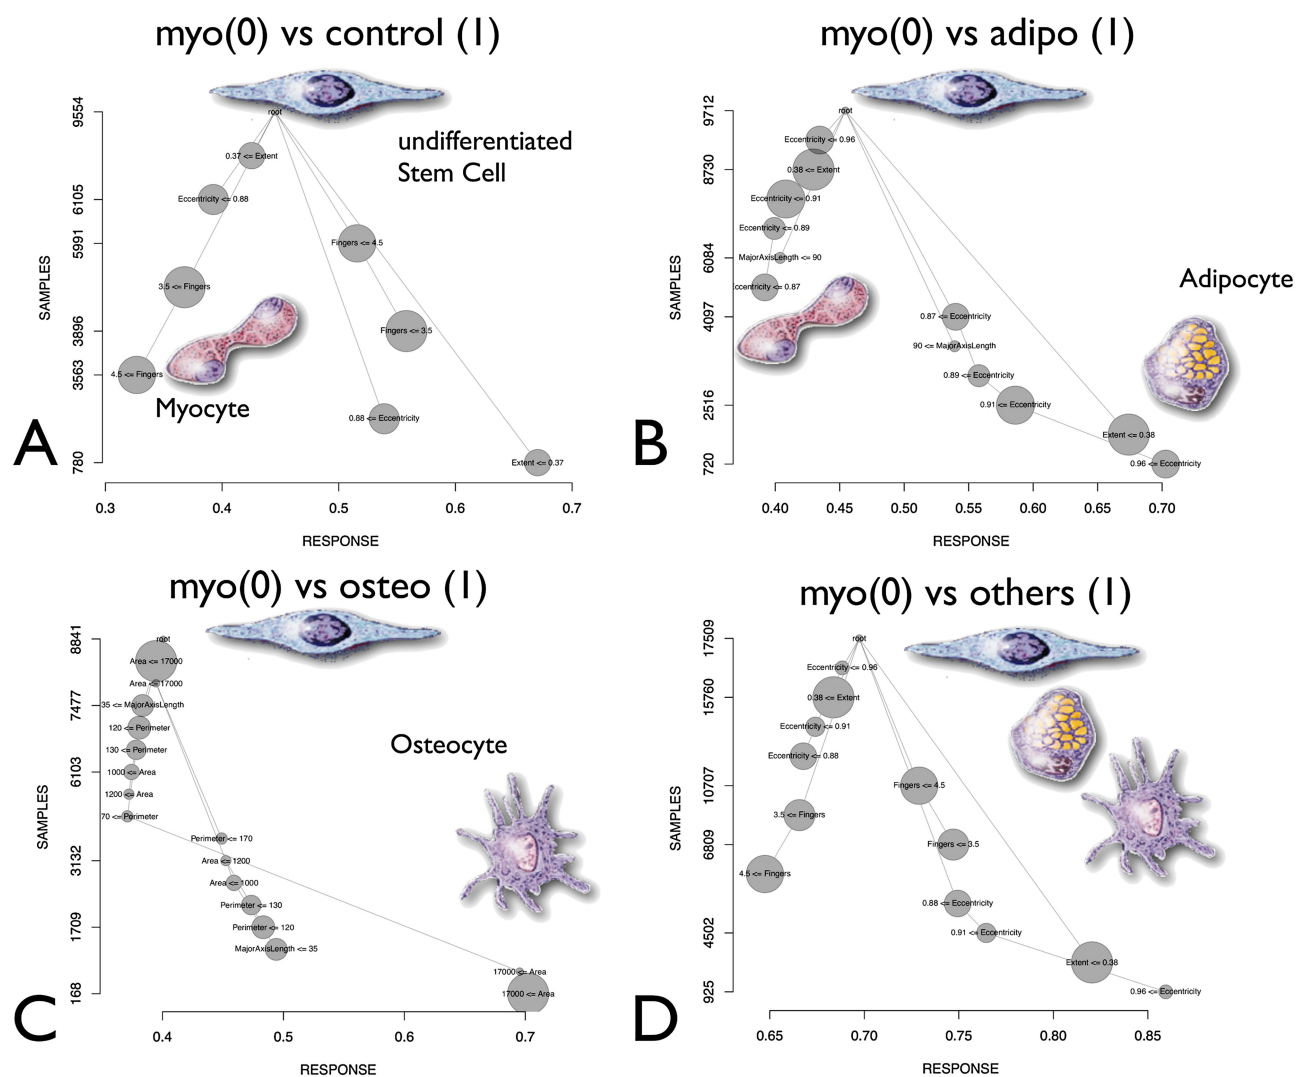 myo(0) vs control (1)
root
undifferentiated
Stem Cell
0.37 <= Extent
Eccentricity <= 0.88
Fingers <= 4.5
3.5 <= Fingers
Fingers <= 3.5
4.5 <= Fingers
Myocyte
0.88 <= Eccentricity
Extent <= 0.37
9554
6105
5991
3896
5563
780
SAMPLES
0.3 0.4 0.5 0.6 0.7
RESPONSE
A
myo(0) vs adipo (1)
root
Eccentricity <= 0.96
0.38 <= Extent
Eccentricity <= 0.91
Eccentricity <= 0.89
MajorAxisLength <= 90
ccentricity <= 0.87
Adipocyte
0.87 <= Eccentricity
90 <= MajorAxisLength
0.89 <= Eccentricity
0.91 <= Eccentricity
Extent <= 0.38
0.96 <= Eccentricity
9712
8730
6084
4097
2516
720
SAMPLES
0.40 0.45 0.50 0.55 0.60 0.65 0.70
RESPONSE
B
myo(0) vs osteo (1)
root
Area <= 17000
Area <= 17000
35 <= MajorAxisLength
120 <= Perimeter
130 <= Perimeter
1000 <= Area
1200 <= Area
70 <= Perimeter
Osteocyte
Perimeter <= 170
Area <= 1200
Area <= 1000
Perimeter <= 130
Perimeter <= 120
MajorAxisLength <= 35
17000 <= Area
17000 <= Area
8841
7477
6103
3132
1709
168
SAMPLES
0.4 0.5 0.6 0.7
RESPONSE
C
myo(0) vs others (1)
root
Eccentricity <= 0.96
0.38 <= Extent
Eccentricity <= 0.91
Eccentricity <= 0.88
Fingers <= 4.5
3.5 <= Fingers
Fingers <= 3.5
4.5 <= Fingers
0.88 <= Eccentricity
0.91 <= Eccentricity
Extent <= 0.38
0.96 <= Eccentricity
17509
15760
10707
6809
4502
925
SAMPLES
0.65 0.70 0.75 0.80 0.85
RESPONSE
D